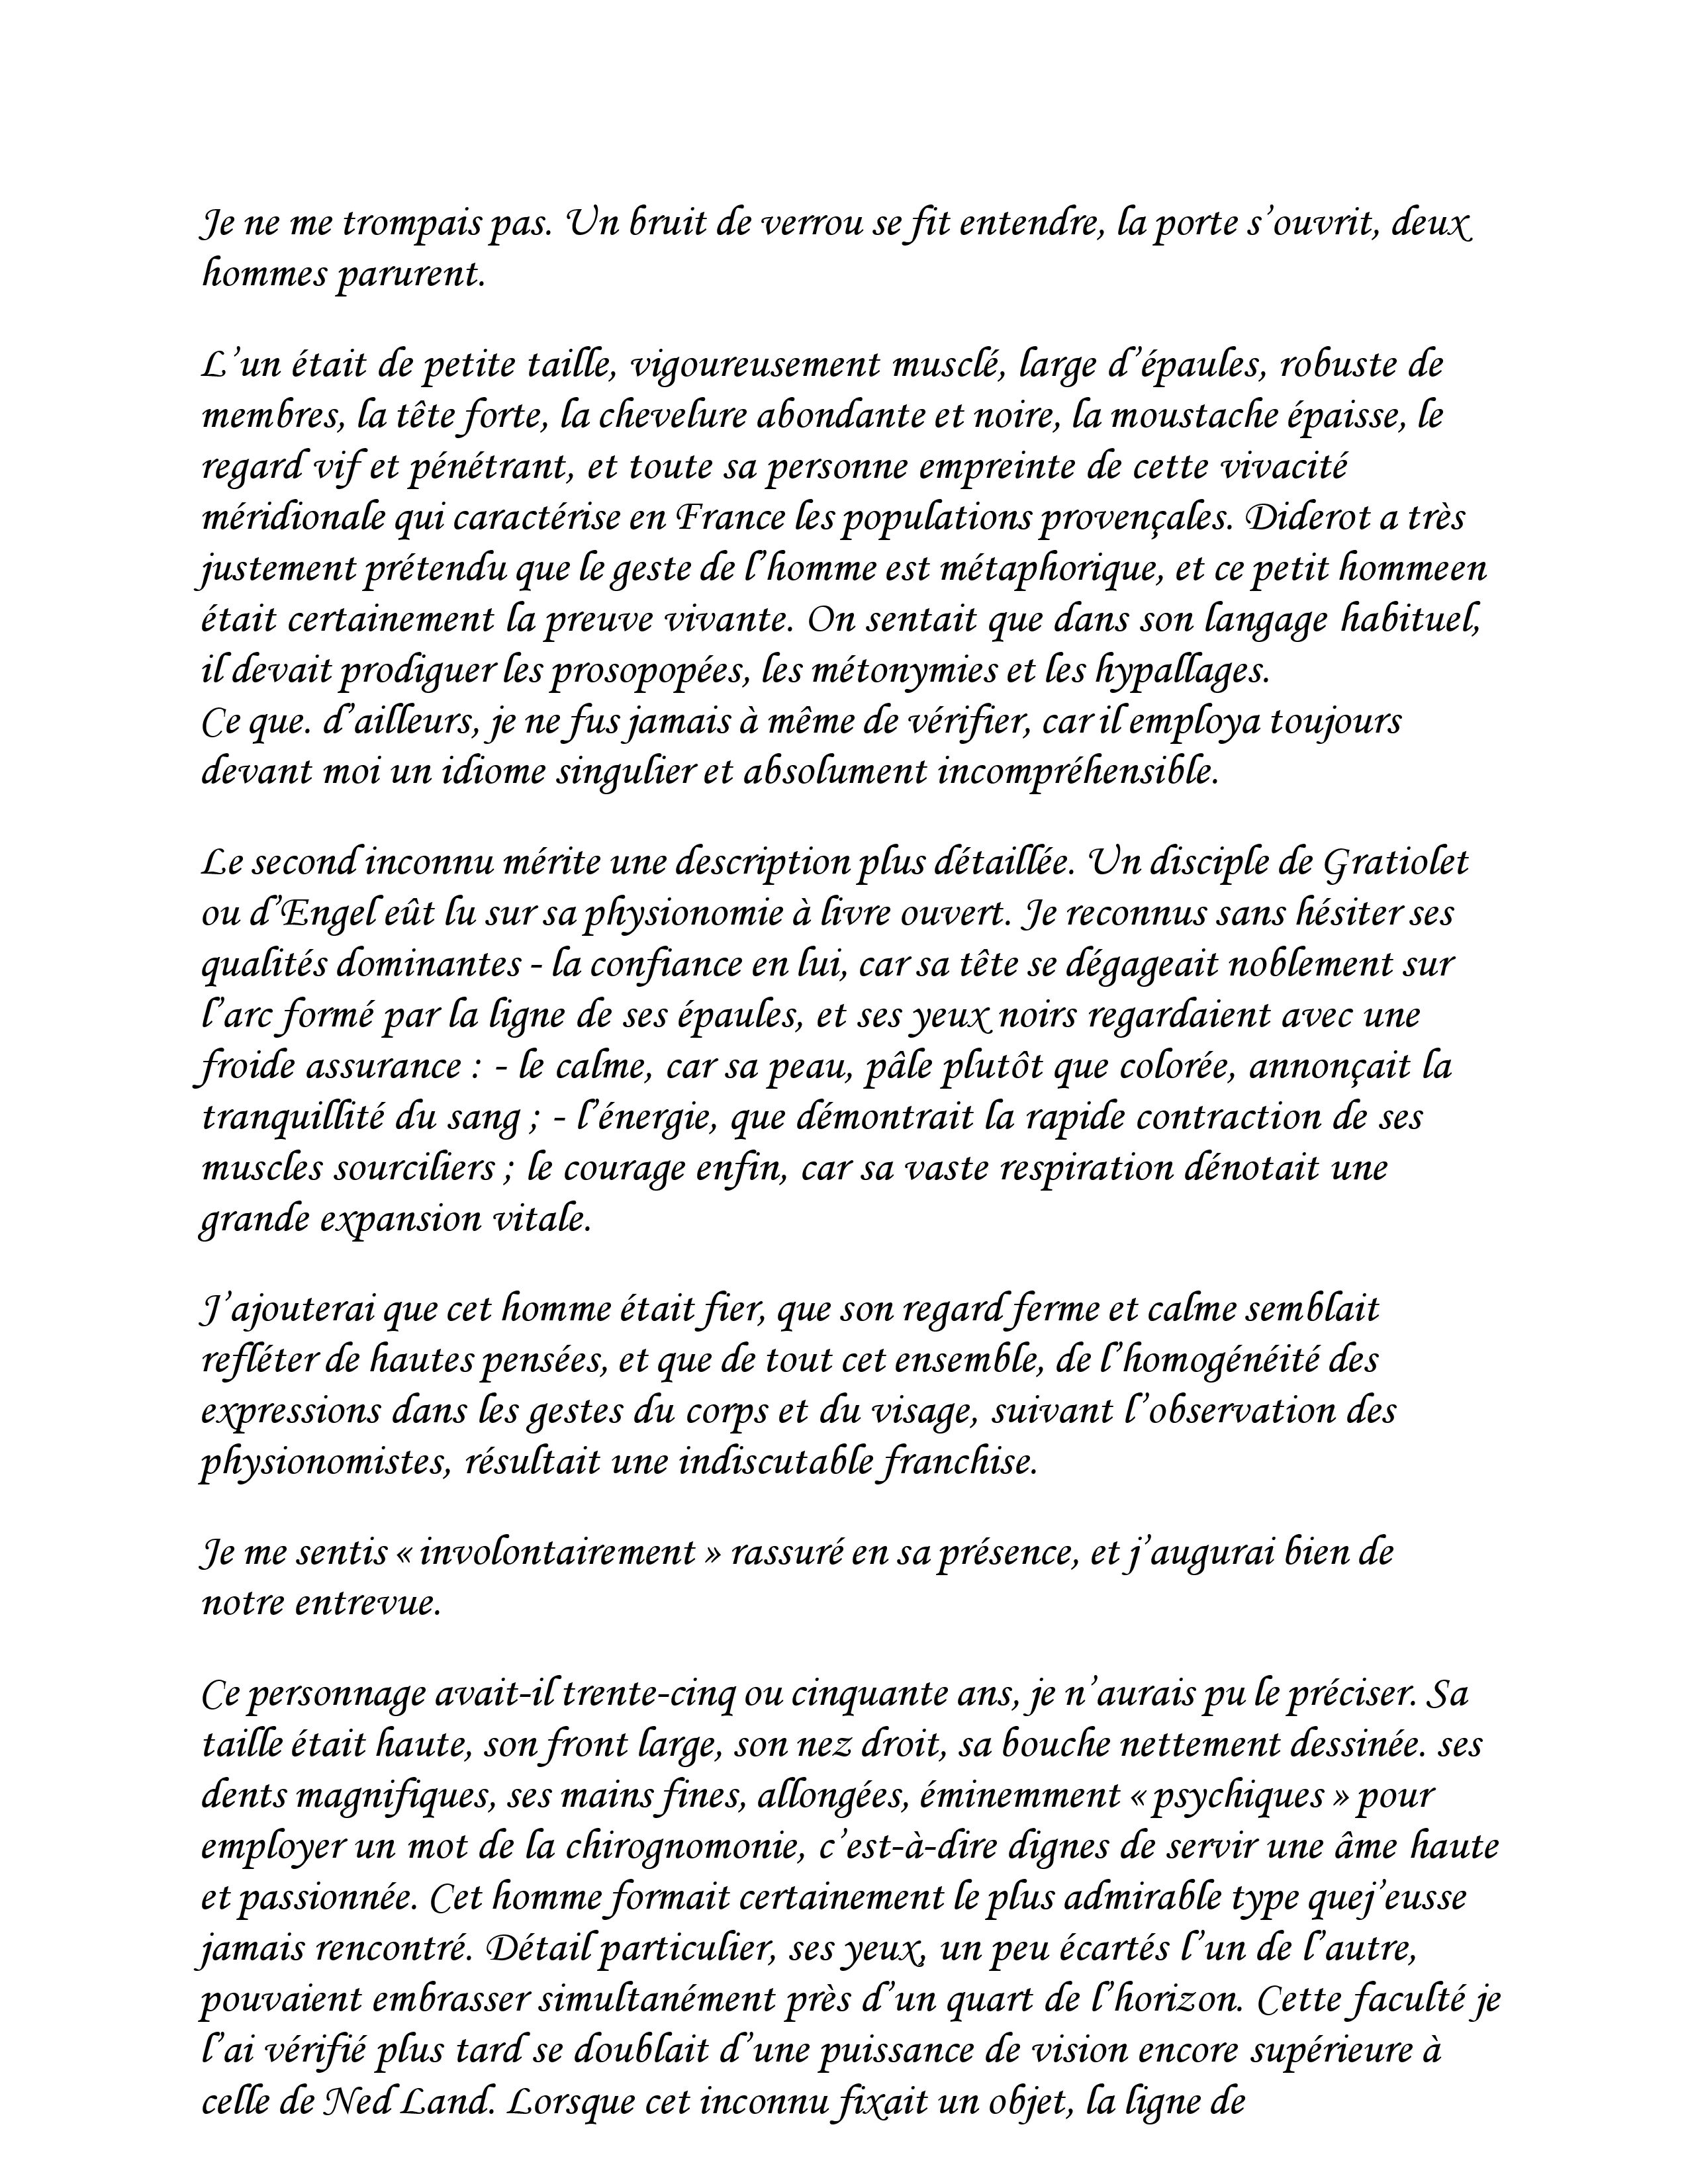 Je ne me trompais pas. Un bruit de verrou se fit entendre, la porte s’ouvrit, deux
hommes parurent.
L’un était de petite taille, vigoureusement musclé, large d’épaules, robuste de
membres, la tête forte, la chevelure abondante et noire, la moustache épaisse, le
regard vif et pénétrant, et toute sa personne empreinte de cette vivacité
méridionale qui caractérise en France les populations provençales. Diderot a très
justement prétendu que le geste de l’homme est métaphorique, et ce petit hommeen
était certainement la preuve vivante. On sentait que dans son langage habituel,
il devait prodiguer les prosopopées, les métonymies et les hypallages.
Ce que. d’ailleurs, je ne fus jamais à même de vérifier, car il employa toujours
devant moi un idiome singulier et absolument incompréhensible.
Le second inconnu mérite une description plus détaillée. Un disciple de Gratiolet
ou d’Engel eût lu sur sa physionomie à livre ouvert. Je reconnus sans hésiter ses
qualités dominantes - la confiance en lui, car sa tête se dégageait noblement sur
l’arc formé par la ligne de ses épaules, et ses yeux noirs regardaient avec une
froide assurance : - le calme, car sa peau, pâle plutôt que colorée, annonçait la
tranquillité du sang ; - l’énergie, que démontrait la rapide contraction de ses
muscles sourciliers ; le courage enfin, car sa vaste respiration dénotait une
grande expansion vitale.
J’ajouterai que cet homme était fier, que son regard ferme et calme semblait
refléter de hautes pensées, et que de tout cet ensemble, de l’homogénéité des
expressions dans les gestes du corps et du visage, suivant l’observation des
physionomistes, résultait une indiscutable franchise.
Je me sentis « involontairement » rassuré en sa présence, et j’augurai bien de
notre entrevue.
Ce personnage avait-il trente-cinq ou cinquante ans, je n’aurais pu le préciser. Sa
taille était haute, son front large, son nez droit, sa bouche nettement dessinée. ses
dents magnifiques, ses mains fines, allongées, éminemment « psychiques » pour
employer un mot de la chirognomonie, c’est-à-dire dignes de servir une âme haute
et passionnée. Cet homme formait certainement le plus admirable type quej’eusse
jamais rencontré. Détail particulier, ses yeux, un peu écartés l’un de l’autre,
pouvaient embrasser simultanément près d’un quart de l’horizon. Cette faculté je
l’ai vérifié plus tard se doublait d’une puissance de vision encore supérieure à
celle de Ned Land. Lorsque cet inconnu fixait un objet, la ligne de